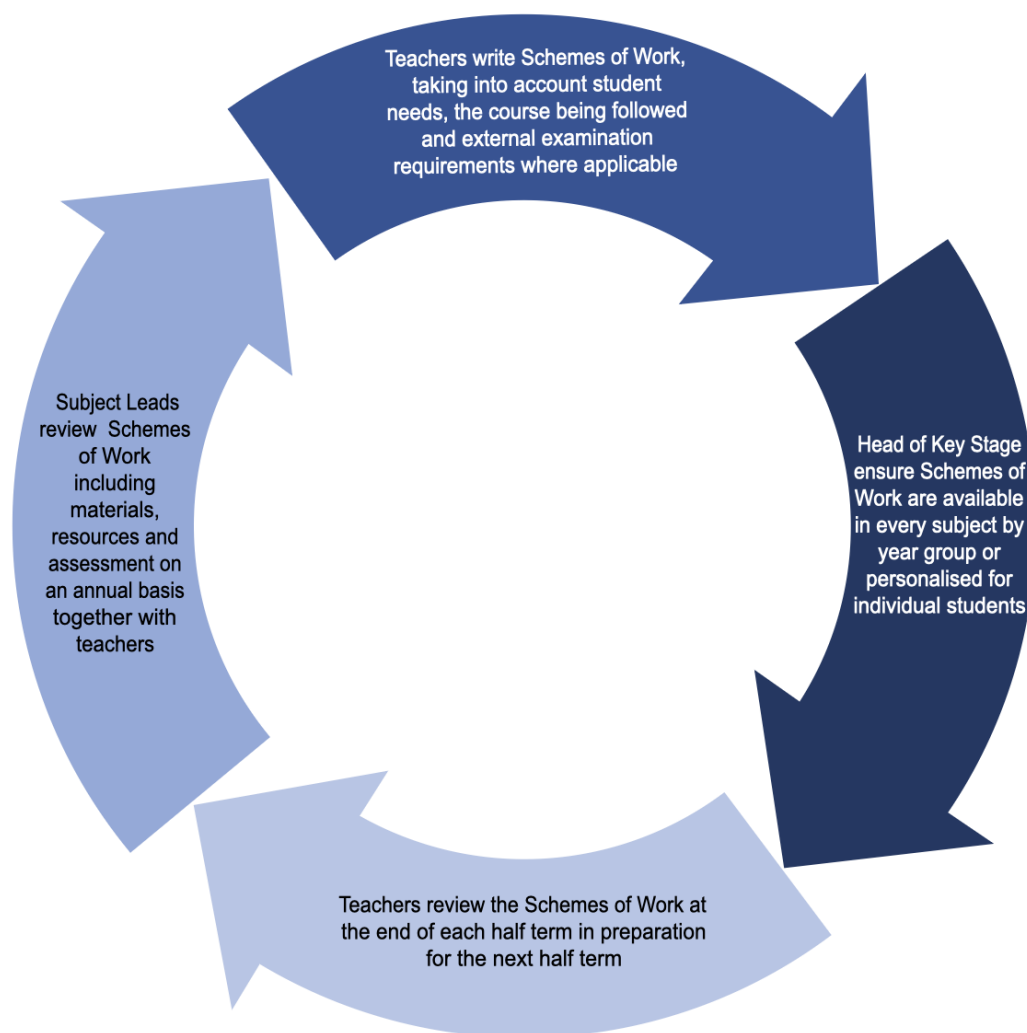 Teachers write Schemes of Work,
taking into account student
needs, the course being followed
and external examination
requirements where applicable
Head of Key Stage
ensure Schemes of
Work are available
in every subject by
year group or
personalised for
individual students
Teachers review the Schemes of Work at
the end of each half term in preparation
for the next half term
Subject Leads
review  Schemes
of Work
including
materials,
resources and
assessment on
an annual basis
together with
teachers